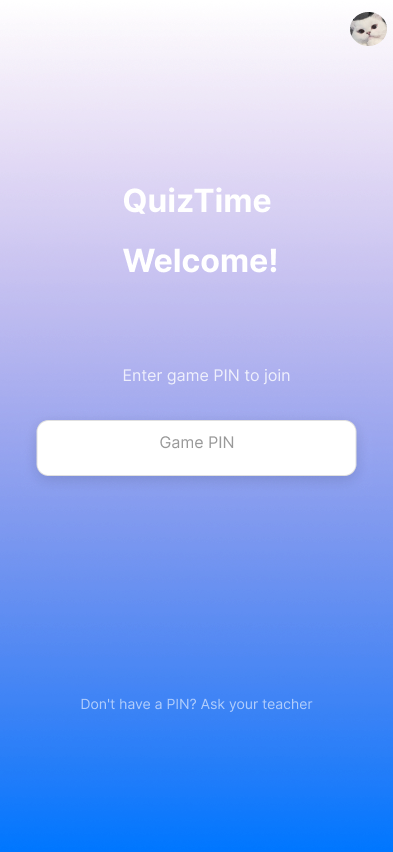 QuizTime
Welcome!
Enter game PIN to join
Game PIN
Don't have a PIN? Ask your teacher